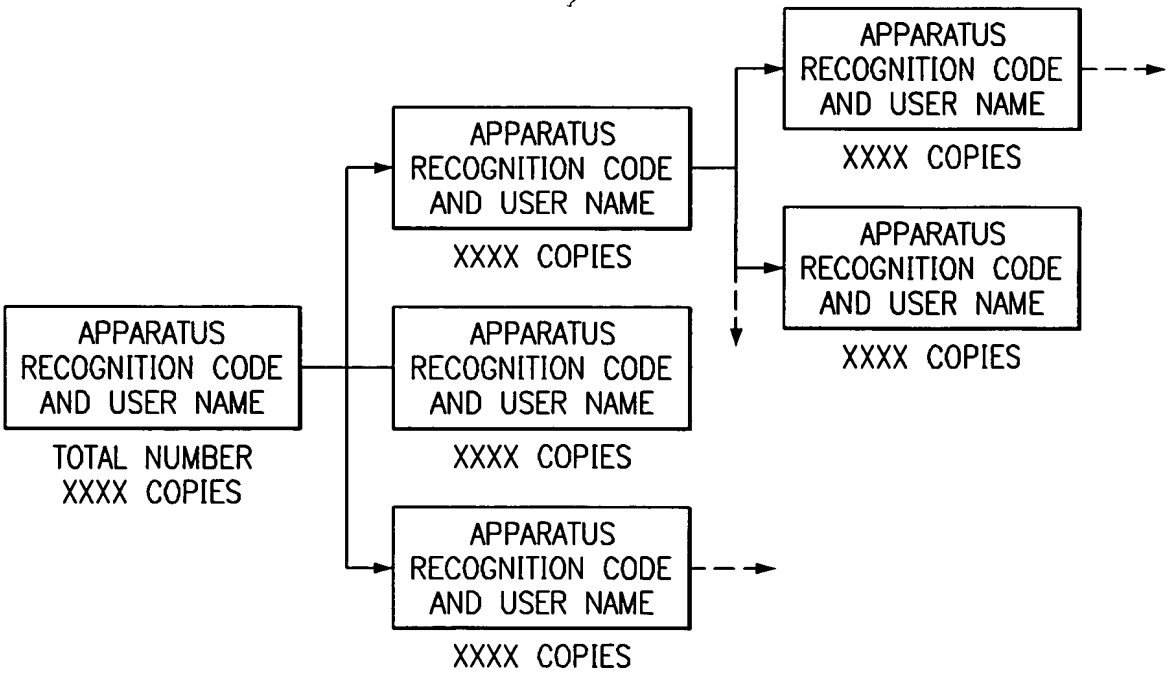 APPARATUS
RECOGNITION CODE
AND USER NAME
TOTAL NUMBER
XXXX COPIES
APPARATUS
RECOGNITION CODE
AND USER NAME
XXXX COPIES
APPARATUS
RECOGNITION CODE
AND USER NAME
XXXX COPIES
APPARATUS
RECOGNITION CODE
AND USER NAME
XXXX COPIES
APPARATUS
RECOGNITION CODE
AND USER NAME
XXXX COPIES
APPARATUS
RECOGNITION CODE
AND USER NAME
XXXX COPIES